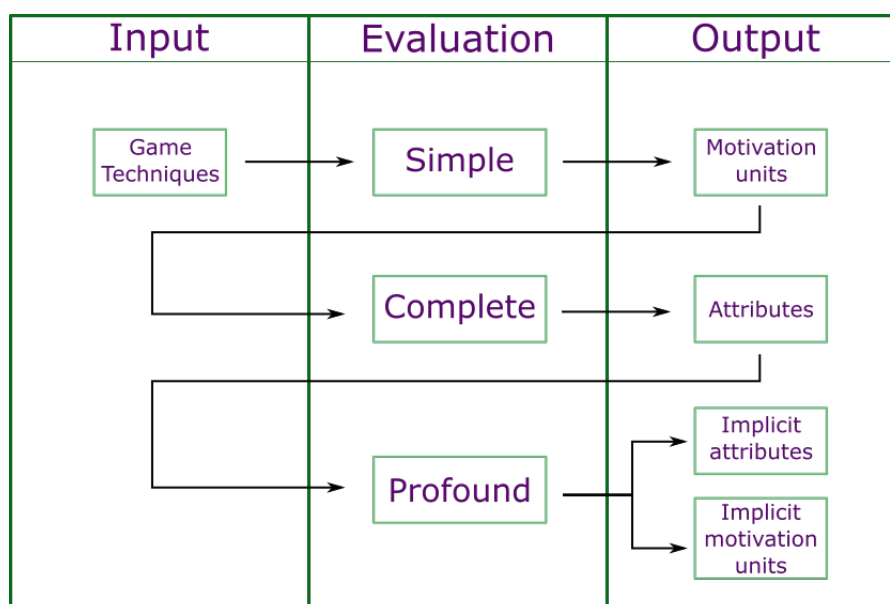 Input
Evaluation
Output
Game
Techniques
Simple
Motivation
units
Complete
Attributes
Profound
Implicit
attributes
Implicit
motivation
units